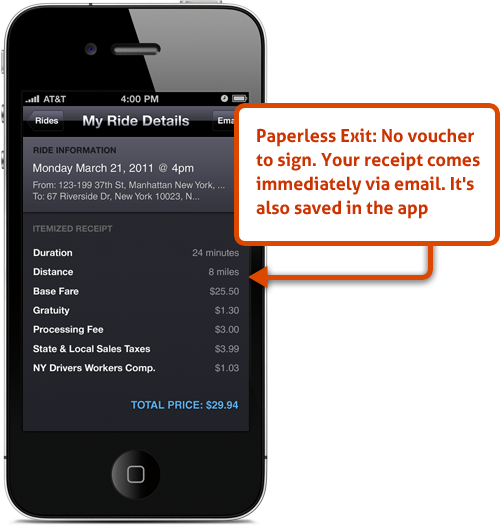 AT&T 4:00 PM
Rides My Ride Details Ema
RIDE INFORMATION
Monday March 21, 2011 @ 4pm
From: 123-199 37th St, Manhattan New York, ...
To: 67 Riverside Dr, New York 10023, N...
Paperless Exit: No voucher
to sign. Your receipt comes
immediately via email. It's
also saved in the app
ITEMIZED RECEIPT
Duration 24 minutes
Distance 8 miles
Base Fare $25.50
Gratuity $1.30
Processing Fee $3.00
State & Local Sales Taxes $3.99
NY Drivers Workers Comp. $1.03
TOTAL PRICE: $29.94